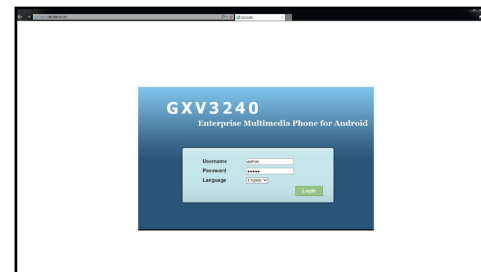 GXV3240
Enterprise Multimedia Phone for Android
Username admin
Password •••••
Language English
Login